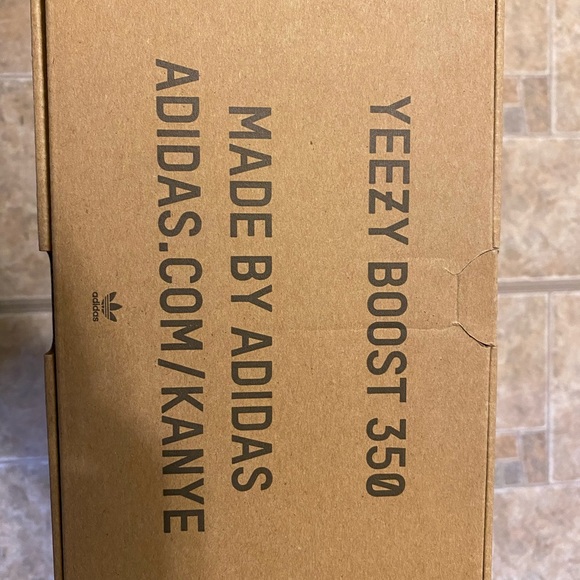 YEEZY BOOST 350
MADE BY ADIDAS
ADIDAS.COM/KANYE
adidas